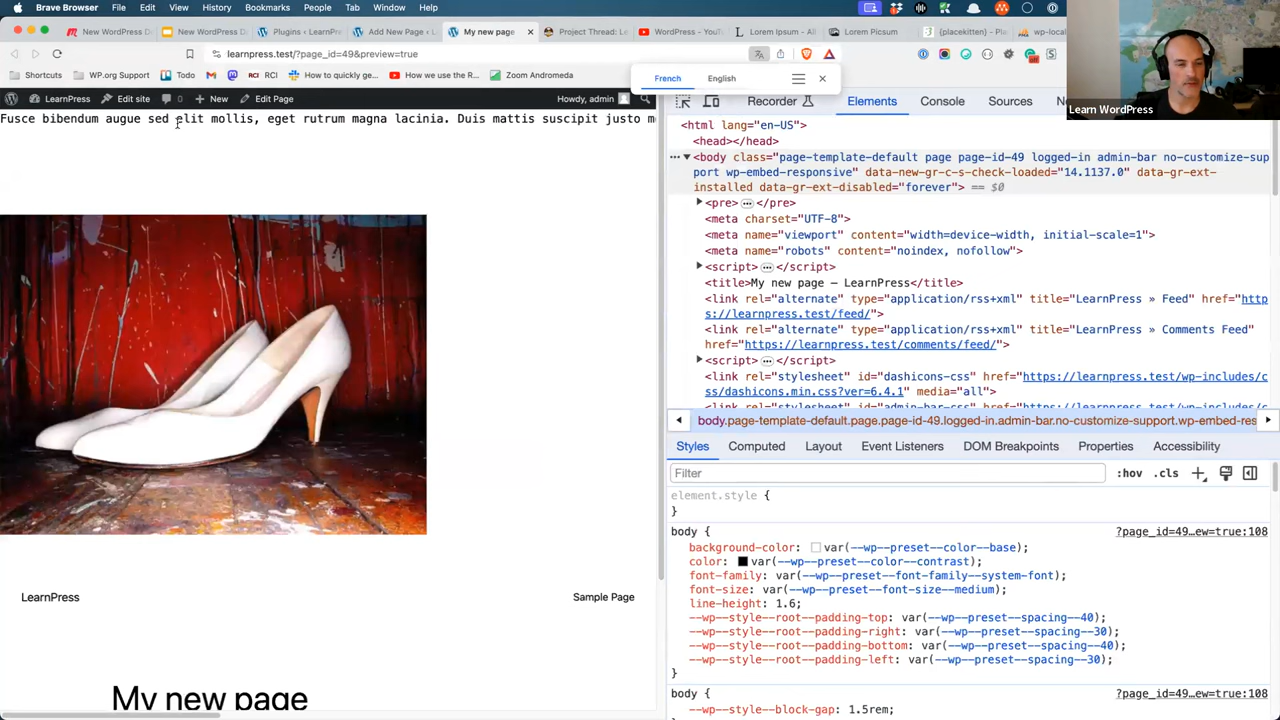 Brave Browser File Edit View History Bookmarks People Tab Window Help
New WordPress D
New WordPress D
Plugins ‹ LearnPr
Add New Page ‹ L
My new page
Project Thread: Le
WordPress - YouTu
Lorem Ipsum - All
Lorem Picsum
{placekitten} - Pla
wp-local
learnpress.test/?page_id=49&preview=true
Shortcuts WP.org Support Todo RCI RCI How to quickly ge... How we use the R... Zoom Andromeda
French English
LearnPress Edit site 0 New Edit Page Howdy, admin
Fusce bibendum augue sed elit mollis, eget rutrum magna lacinia. Duis mattis suscipit justo m
LearnPress Sample Page
My new page
Recorder Elements Console Sources
Learn WordPress
<html lang="en-US">
<head></head>
<body class="page-template-default page page-id-49 logged-in admin-bar no-customize-sup
port wp-embed-responsive" data-new-gr-c-s-check-loaded="14.1137.0" data-gr-ext-
installed data-gr-ext-disabled="forever"> == $0
<pre> … </pre>
<meta charset="UTF-8">
<meta name="viewport" content="width=device-width, initial-scale=1">
<meta name="robots" content="noindex, nofollow">
<script> … </script>
<title>My new page – LearnPress</title>
<link rel="alternate" type="application/rss+xml" title="LearnPress » Feed" href="http
s://learnpress.test/feed/">
<link rel="alternate" type="application/rss+xml" title="LearnPress » Comments Feed"
href="https://learnpress.test/comments/feed/">
<script> … </script>
<link rel="stylesheet" id="dashicons-css" href="https://learnpress.test/wp-includes/c
ss/dashicons.min.css?ver=6.4.1" media="all">
body.page-template-default.page.page-id-49.logged-in.admin-bar.no-customize-support.wp-embed-res
Styles Computed Layout Event Listeners DOM Breakpoints Properties Accessibility
Filter :hov .cls
element.style {
}
body { ?page_id=49…ew=true:108
background-color: var(--wp--preset--color--base);
color: var(--wp--preset--color--contrast);
font-family: var(--wp--preset--font-family--system-font);
font-size: var(--wp--preset--font-size--medium);
line-height: 1.6;
--wp--style--root--padding-top: var(--wp--preset--spacing--40);
--wp--style--root--padding-right: var(--wp--preset--spacing--30);
--wp--style--root--padding-bottom: var(--wp--preset--spacing--40);
--wp--style--root--padding-left: var(--wp--preset--spacing--30);
}
body { ?page_id=49…ew=true:108
--wp--style--block-gap: 1.5rem;